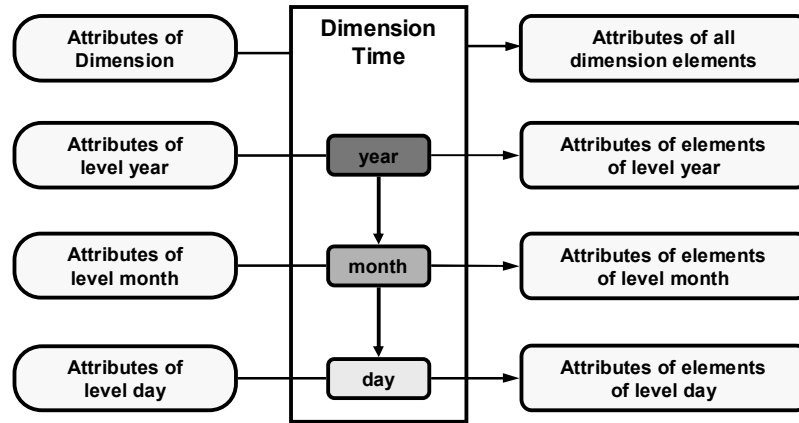 Attributes of
Dimension
Dimension
Time
Attributes of all
dimension elements
Attributes of
level year
year
Attributes of elements
of level year
Attributes of
level month
month
Attributes of elements
of level month
Attributes of
level day
day
Attributes of elements
of level day